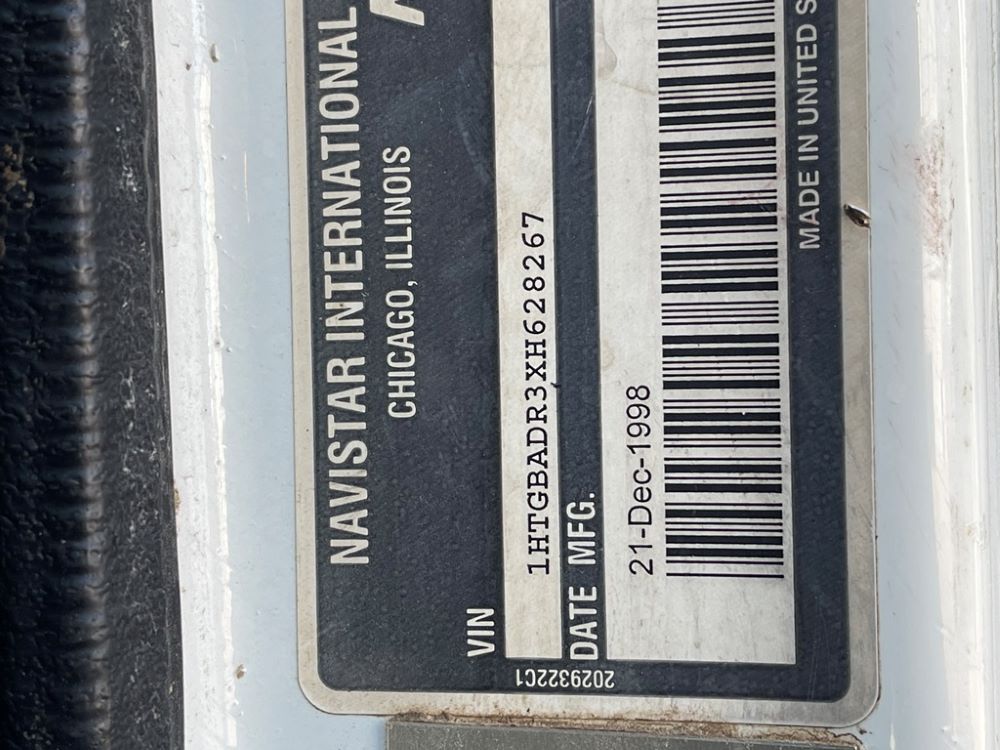 NAVISTAR INTERNATIONAL
CHICAGO, ILLINOIS
VIN
1HTGBADR3XH628267
DATE MFG.
21-Dec-1998
MADE IN UNITED S
2029322C1